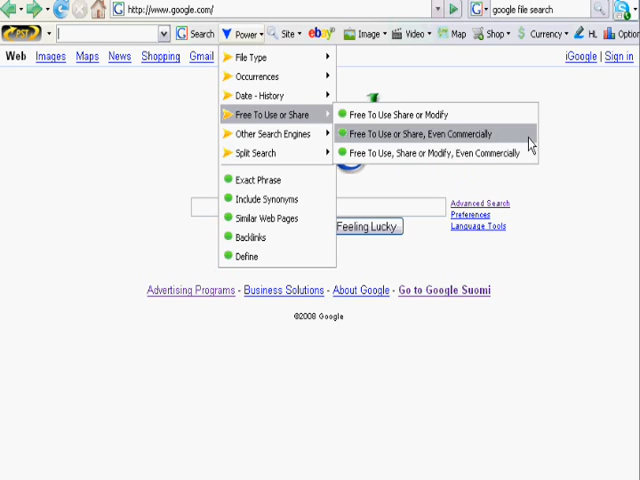 http://www.google.com/
google file search
PST Search Power Site ebY Image Video Map Shop Currency HL Option
Web Images Maps News Shopping Gmail
iGoogle | Sign in
File Type
Occurrences
Date - History
Free To Use or Share
Other Search Engines
Split Search
Free To Use Share or Modify
Free To Use or Share, Even Commercially
Free To Use, Share or Modify, Even Commercially
Exact Phrase
Include Synonyms
Similar Web Pages
Backlinks
Define
Advanced Search
Preferences
Language Tools
Feeling Lucky
Advertising Programs - Business Solutions - About Google - Go to Google Suomi
©2008 Google